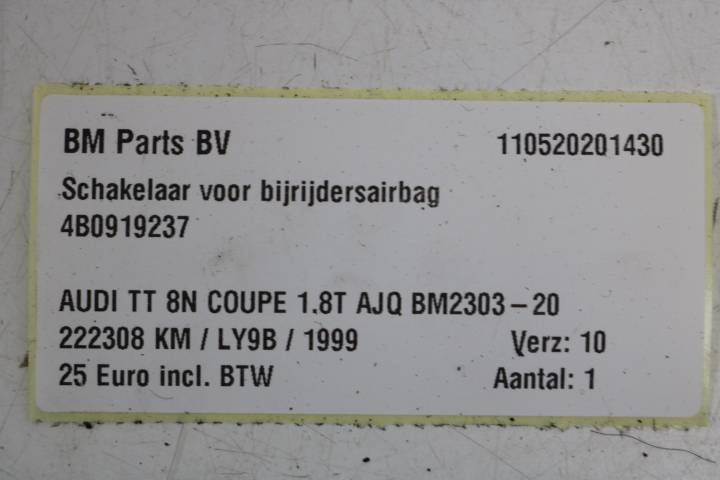 BM Parts BV 110520201430
Schakelaar voor bijrijdersairbag
4B0919237
AUDI TT 8N COUPE 1.8T AJQ BM2303-20
222308 KM / LY9B / 1999 Verz: 10
25 Euro incl. BTW Aantal: 1